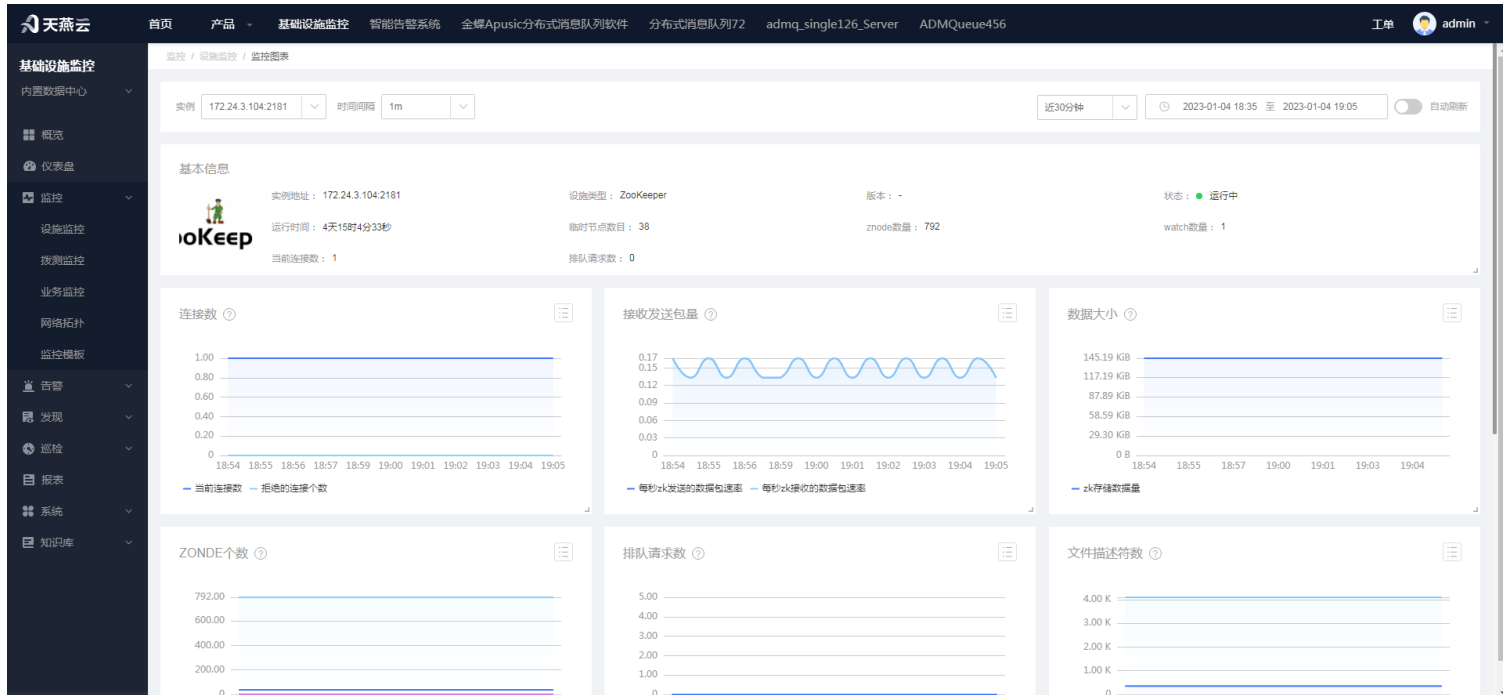 天燕云 首页 产品 基础设施监控 智能告警系统 金蝶Apusic分布式消息队列软件 分布式消息队列72 admq_single126_Server ADMQueue456 工单 admin
基础设施监控
内置数据中心
概览
仪表盘
监控
设施监控
拨测监控
业务监控
网络拓扑
监控模板
告警
发现
巡检
报表
系统
知识库
监控 / 设施监控 / 监控图表
实例 172.24.3.104:2181 时间间隔 1m 近30分钟 2023-01-04 18:35 至 2023-01-04 19:05 自动刷新
基本信息
ooKeep
实例地址： 172.24.3.104:2181 设施类型： ZooKeeper 版本： - 状态： 运行中
运行时间： 4天15时4分33秒 临时节点数目： 38 znode数量： 792 watch数量： 1
当前连接数： 1 排队请求数： 0
连接数 ?
1.00
0.80
0.60
0.40
0.20
0
18:54 18:55 18:56 18:57 18:59 19:00 19:01 19:02 19:03 19:04 19:05
当前连接数 拒绝的连接个数
接收发送包量 ?
0.17
0.15
0.12
0.09
0.06
0.03
0
18:54 18:55 18:56 18:59 19:00 19:01 19:02 19:03 19:04 19:05
每秒zk发送的数据包速率 每秒zk接收的数据包速率
数据大小 ?
145.19 KiB
117.19 KiB
87.89 KiB
58.59 KiB
29.30 KiB
0 B
18:54 18:55 18:57 19:00 19:01 19:03 19:04
zk存储数据量
ZONDE个数 ?
792.00
600.00
400.00
200.00
0
排队请求数 ?
5.00
4.00
3.00
2.00
1.00
0
文件描述符数 ?
4.00 K
3.00 K
2.00 K
1.00 K
0